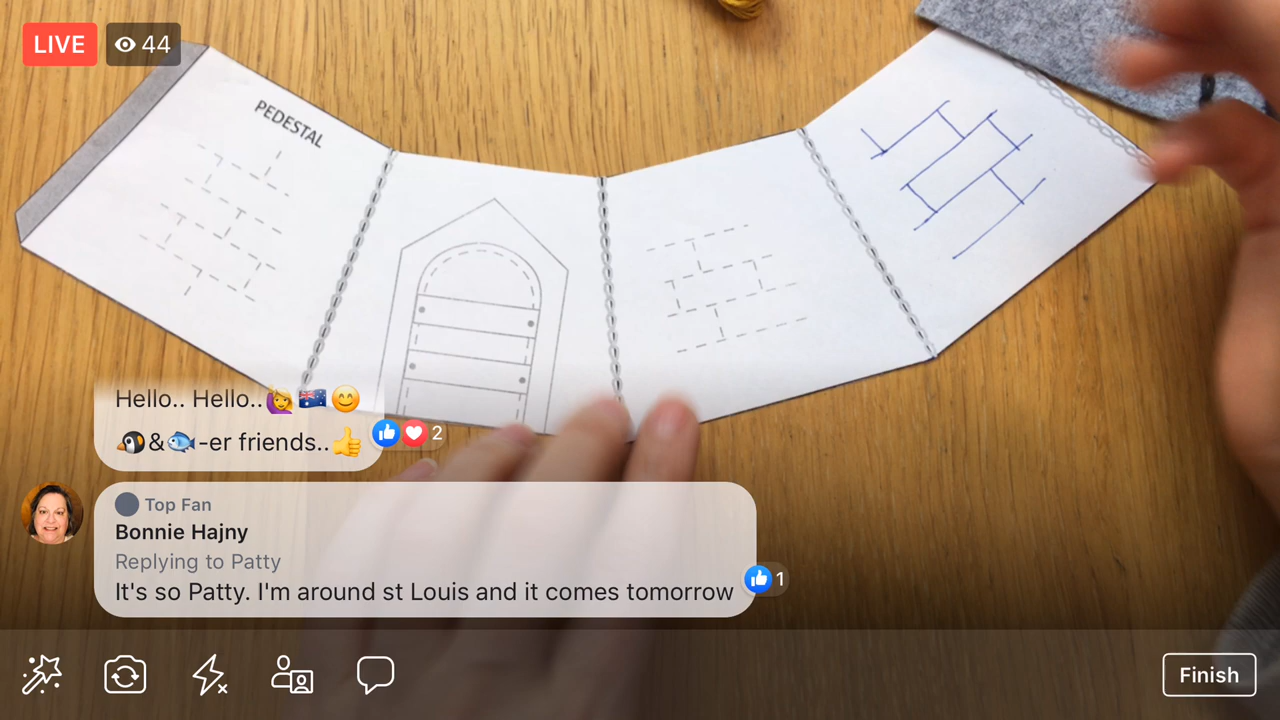 LIVE
44
PEDESTAL
Hello.. Hello..🙋🇦🇺😊
🐧&🐟-er friends..👍
2
Top Fan
Bonnie Hajny
Replying to Patty
It's so Patty. I'm around st Louis and it comes tomorrow
1
Finish